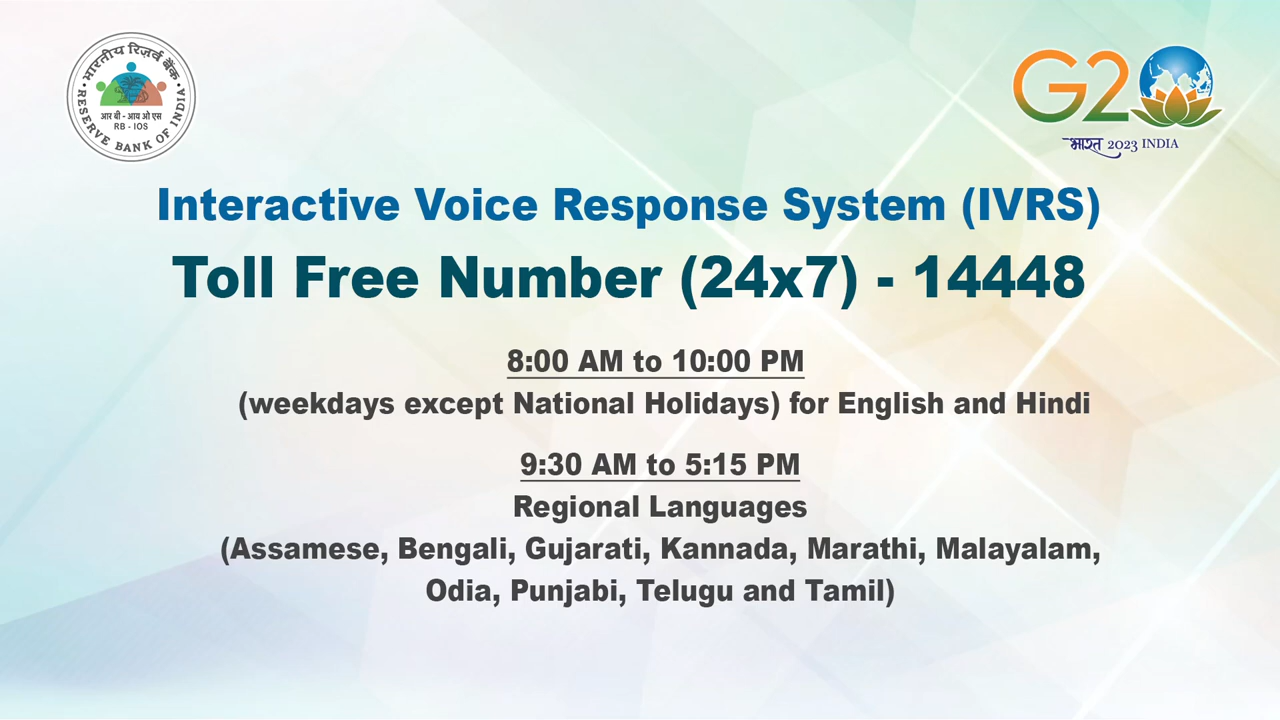 भारतीय रिज़र्व बैंक
आर बी - आय ओ एस
RB - IOS
RESERVE BANK OF INDIA
G20
भारत 2023 INDIA
Interactive Voice Response System (IVRS)
Toll Free Number (24x7) - 14448
8:00 AM to 10:00 PM
(weekdays except National Holidays) for English and Hindi
9:30 AM to 5:15 PM
Regional Languages
(Assamese, Bengali, Gujarati, Kannada, Marathi, Malayalam,
Odia, Punjabi, Telugu and Tamil)